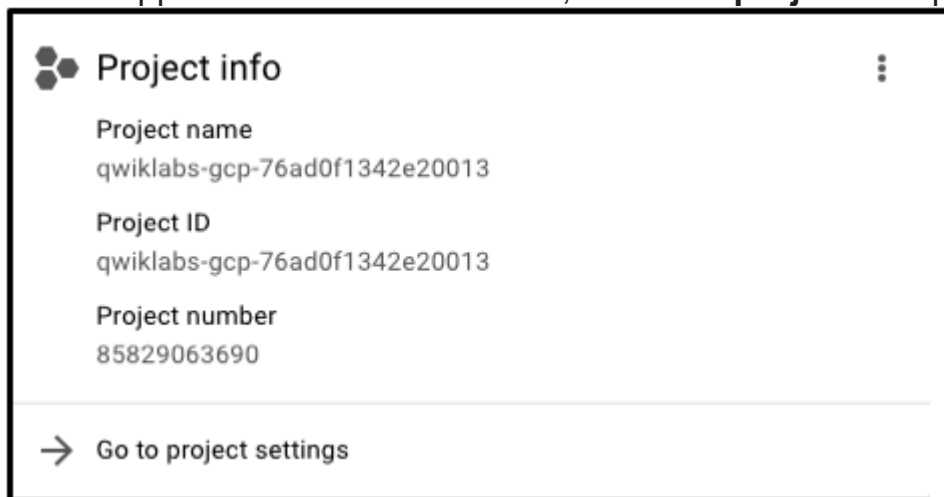 Project info
Project name
qwiklabs-gcp-76ad0f1342e20013
Project ID
qwiklabs-gcp-76ad0f1342e20013
Project number
85829063690
Go to project settings